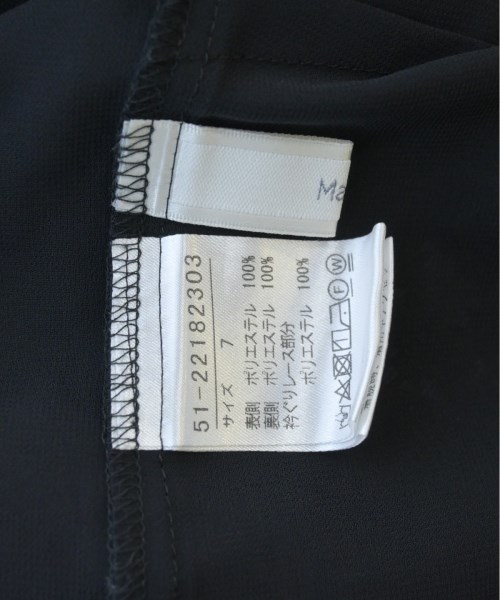 Ma
51-22182303
サイズ 7
表側 ポリエステル 100%
裏側 ポリエステル 100%
衿ぐりレース部分
ポリエステル 100%
F W